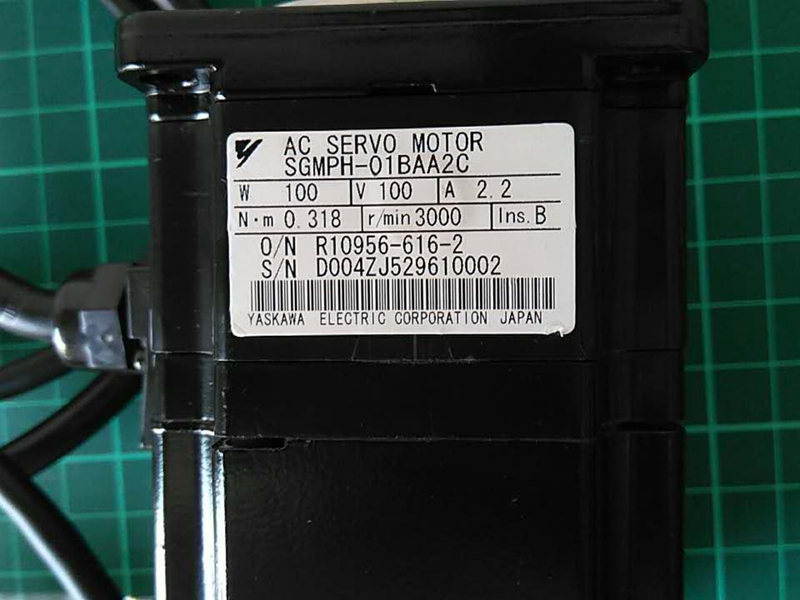 AC SERVO MOTOR
SGMPH-01BAA2C
W 100 V 100 A 2.2
N·m 0.318 r/min 3000 Ins. B
O/N R10956-616-2
S/N D004ZJ529610002
YASKAWA ELECTRIC CORPORATION JAPAN